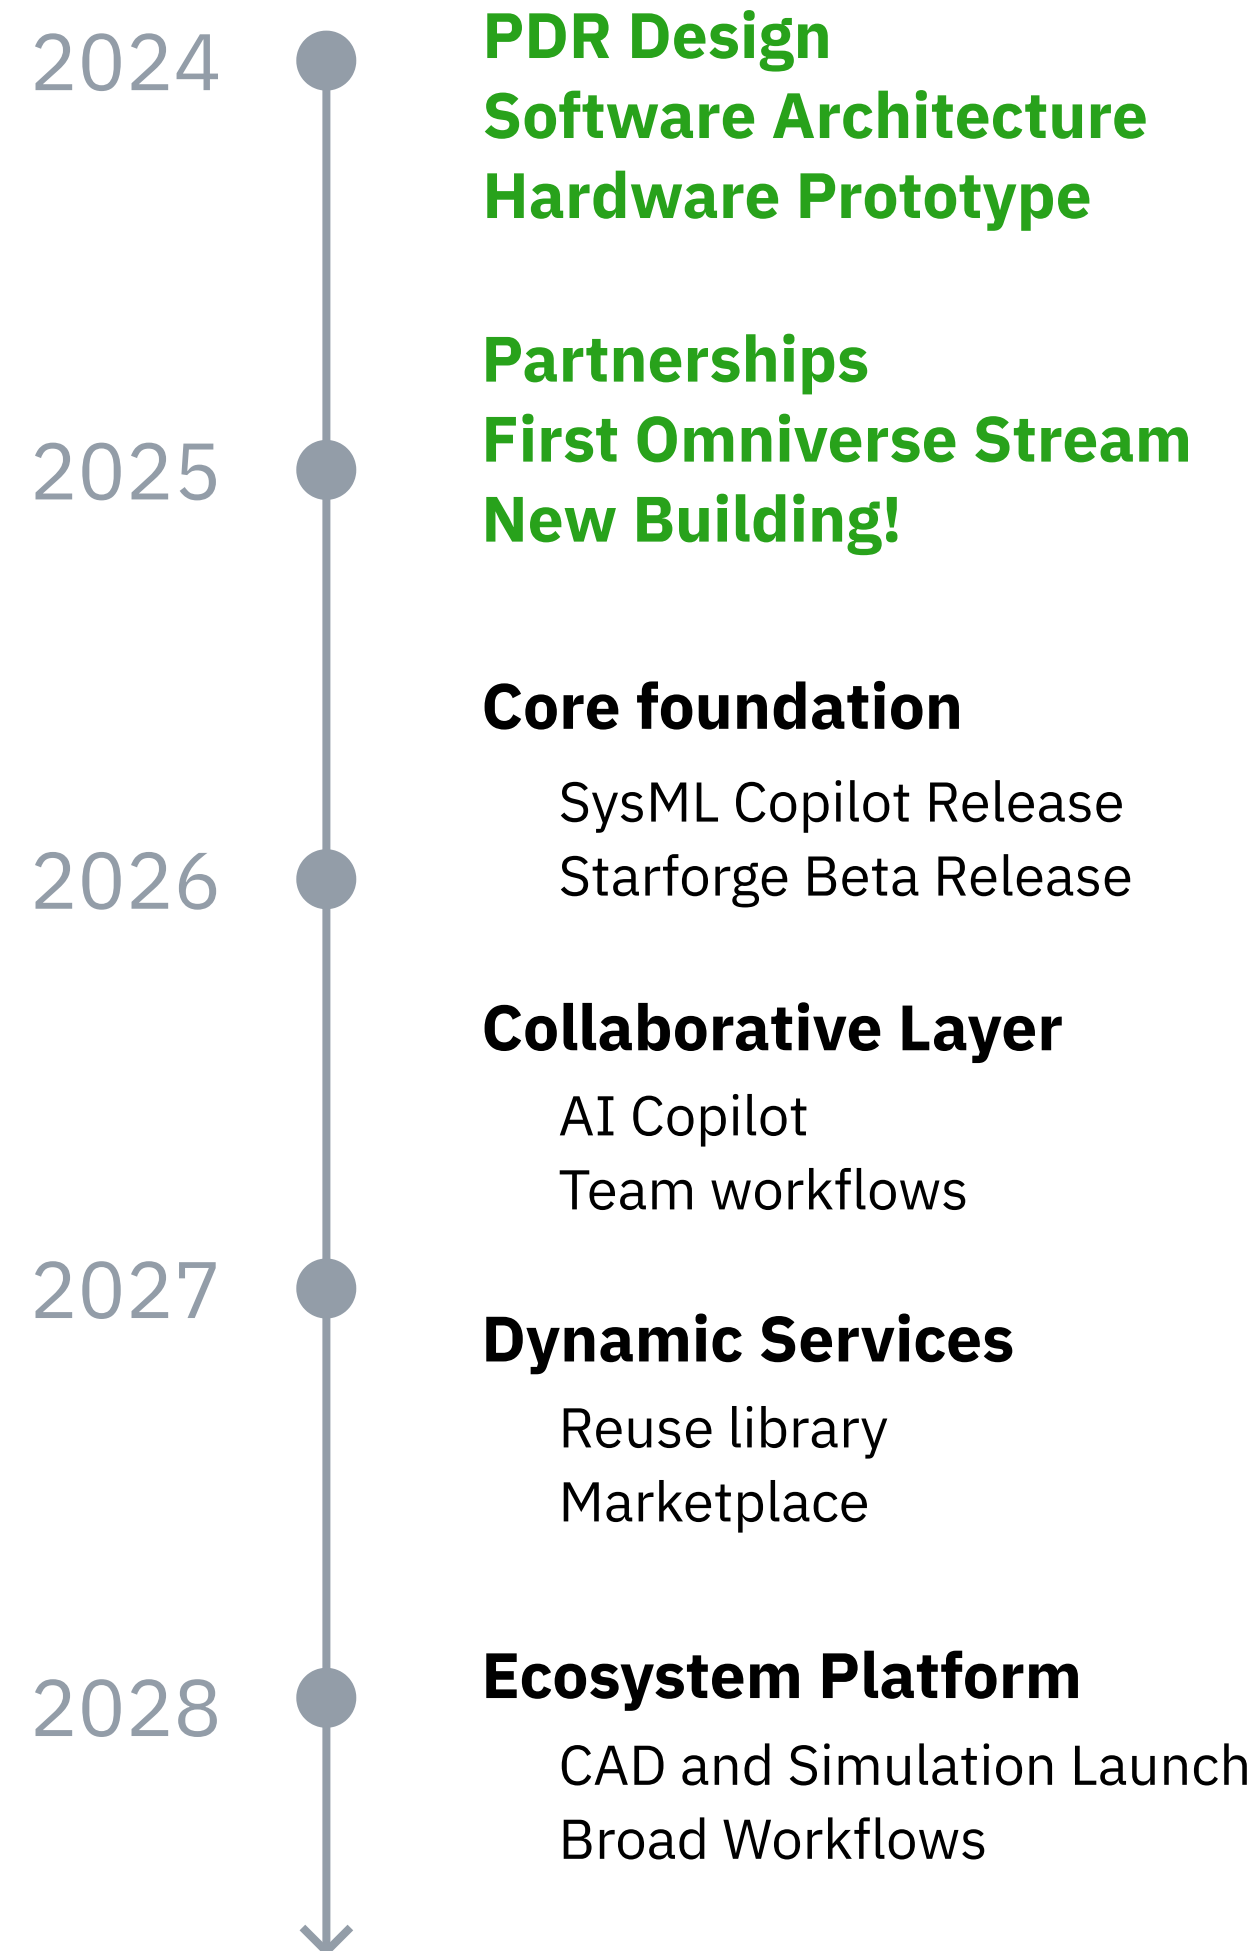 2024
PDR Design
Software Architecture
Hardware Prototype
Partnerships
2025
First Omniverse Stream
New Building!
Core foundation
SysML Copilot Release
2026
Starforge Beta Release
Collaborative Layer
AI Copilot
Team workflows
2027
Dynamic Services
Reuse library
Marketplace
Ecosystem Platform
2028
CAD and Simulation Launch
Broad Workflows